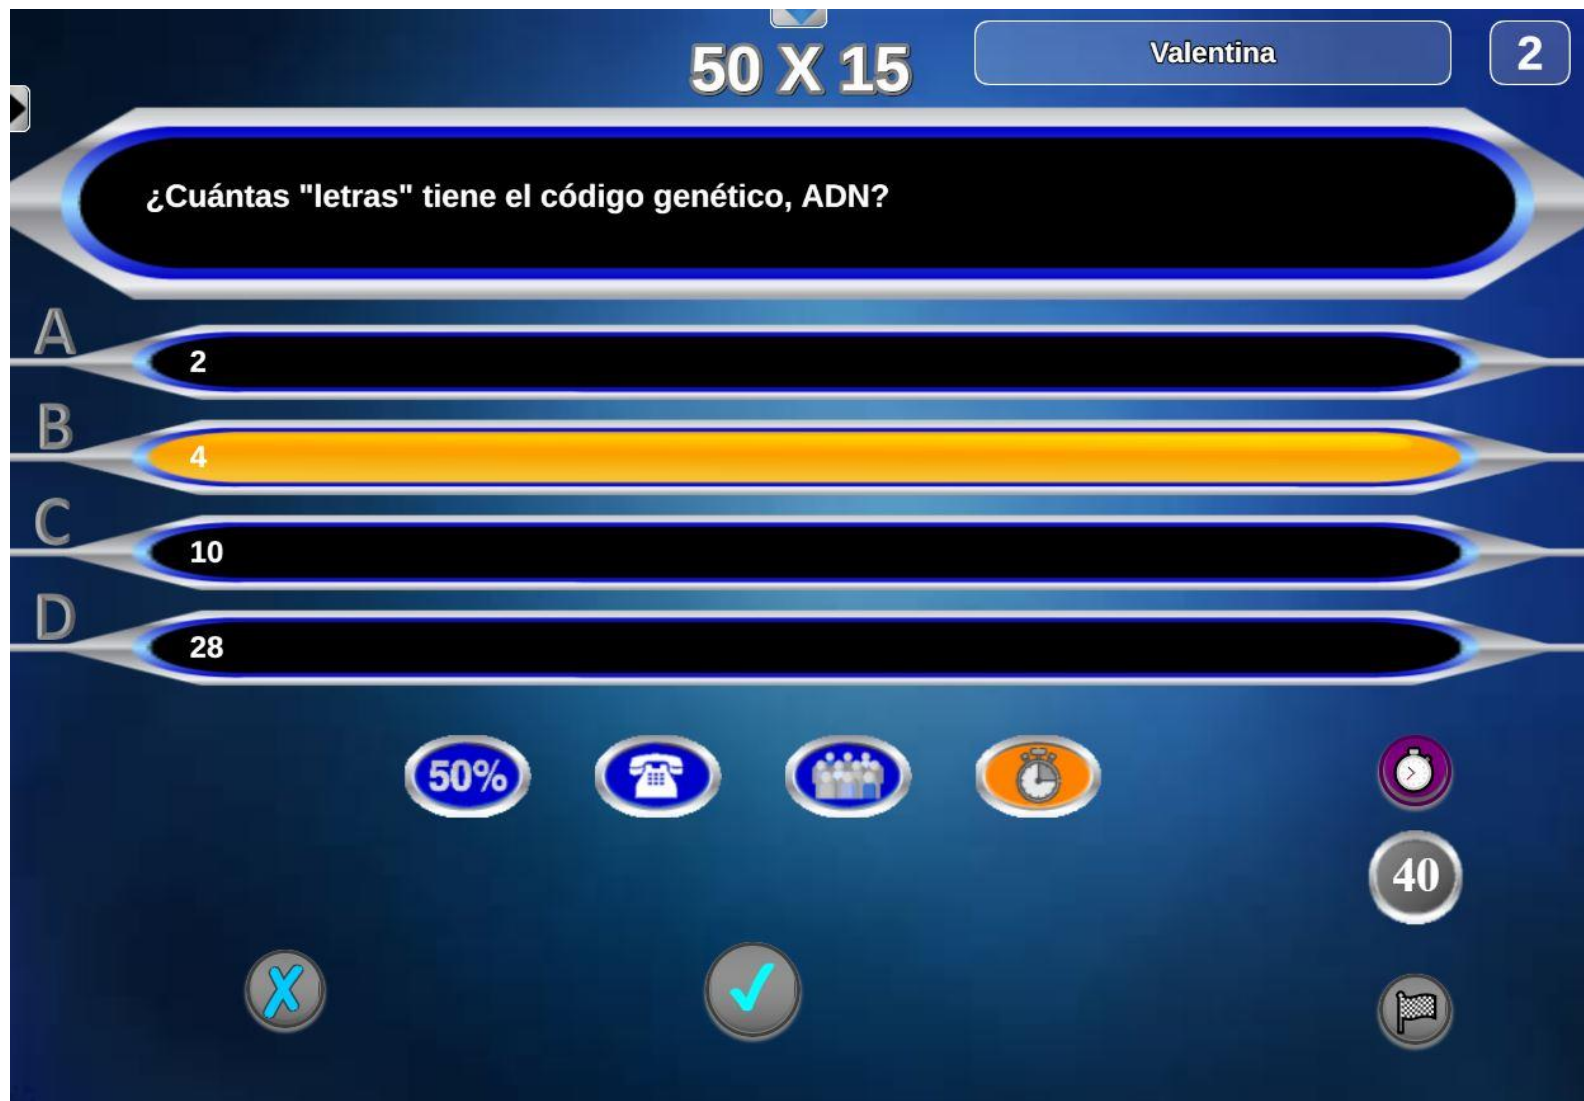 50 X 15
Valentina
2
¿Cuántas "letras" tiene el código genético, ADN?
A
2
B
4
C
10
D
28
50%
40